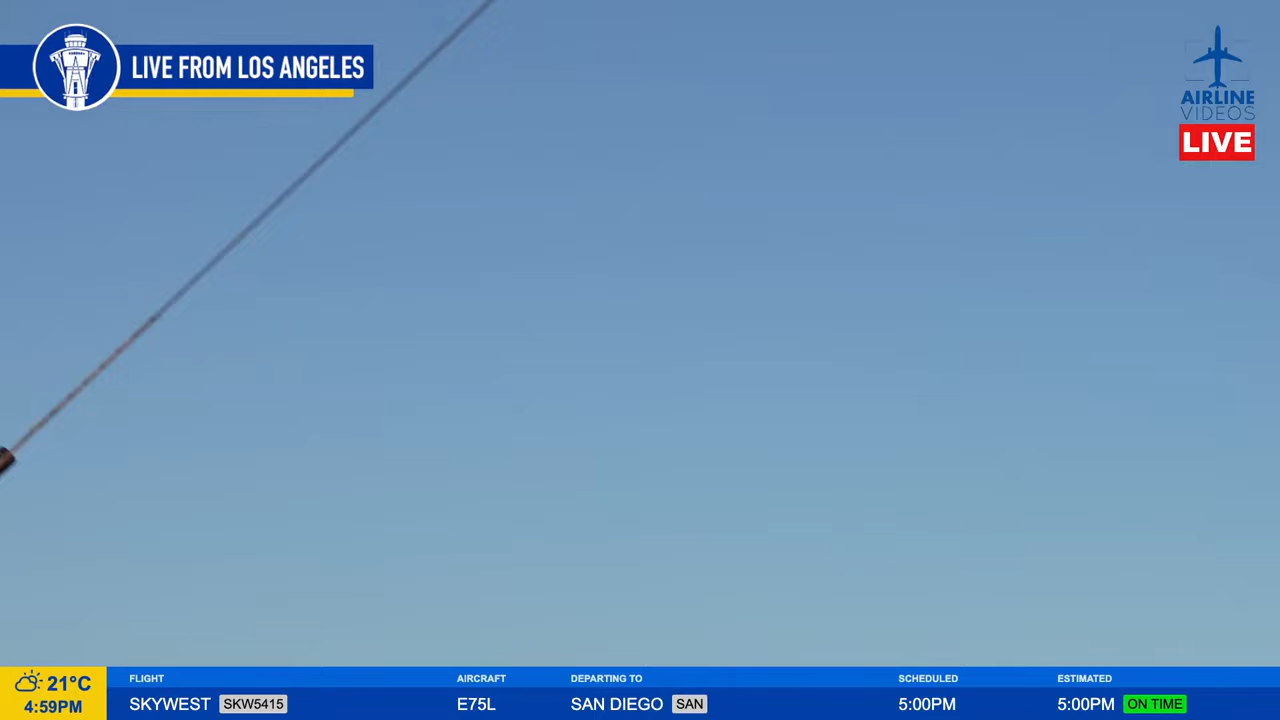 LIVE FROM LOS ANGELES
AIRLINE
VIDEOS
LIVE
21°C
4:59PM
FLIGHT AIRCRAFT DEPARTING TO SCHEDULED ESTIMATED
SKYWEST SKW5415 E75L SAN DIEGO SAN 5:00PM 5:00PM ON TIME